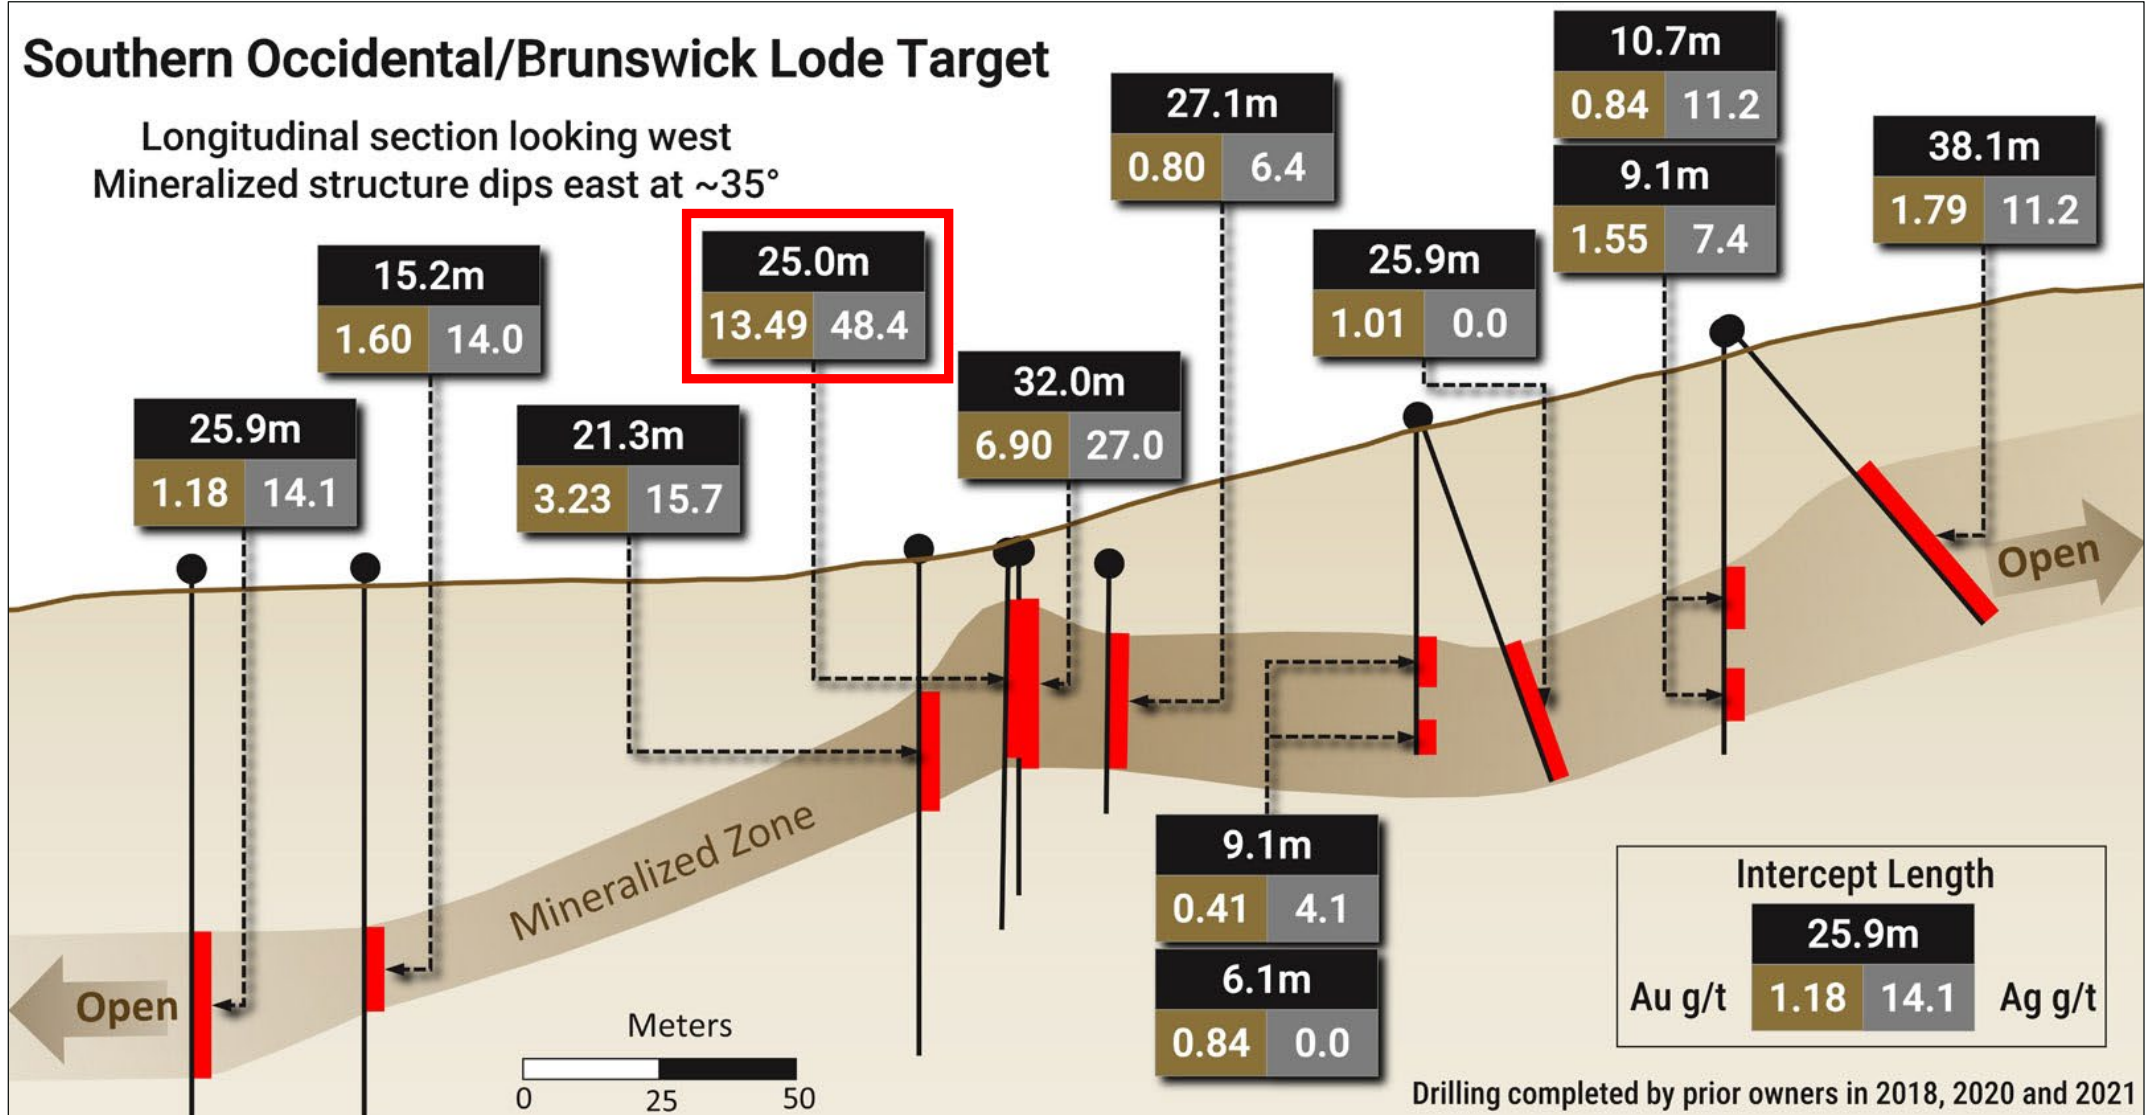 Southern Occidental/Brunswick Lode Target
Longitudinal section looking west
Mineralized structure dips east at ~35°
25.9m
1.18 14.1
15.2m
1.60 14.0
21.3m
3.23 15.7
25.0m
13.49 48.4
32.0m
6.90 27.0
27.1m
0.80 6.4
25.9m
1.01 0.0
10.7m
0.84 11.2
9.1m
1.55 7.4
38.1m
1.79 11.2
Open
Mineralized Zone
Open
9.1m
0.41 4.1
6.1m
0.84 0.0
Meters
0 25 50
Intercept Length
25.9m
Au g/t 1.18 14.1 Ag g/t
Drilling completed by prior owners in 2018, 2020 and 2021